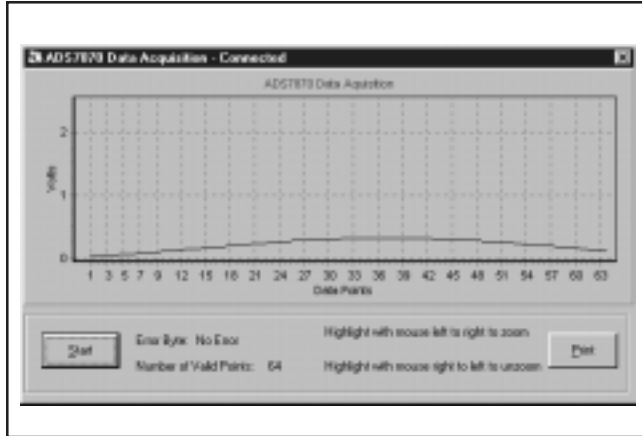 ADS7870 Data Acquisition - Connected
ADS7870 Data Aquisition
Volts
2
1
0
1 3 5 7 9 12 15 18 21 24 27 30 33 36 39 42 45 48 51 54 57 60 63
Data Points
Start
Error Byte: No Error
Number of Valid Points: 64
Highlight with mouse left to right to zoom
Highlight with mouse right to left to unzoom
Print